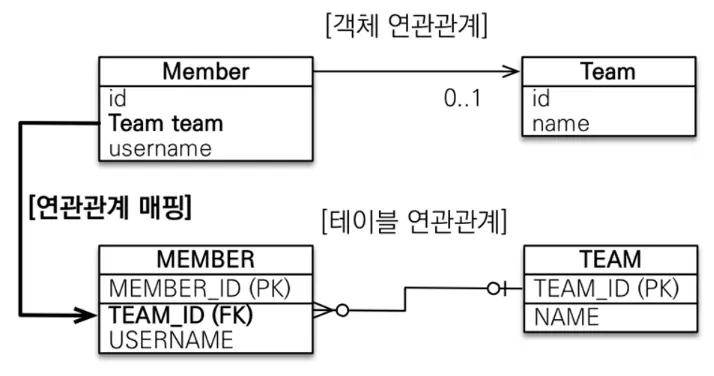 [객체 연관관계]
Member
id
Team team
username
0..1
Team
id
name
[연관관계 매핑]
[테이블 연관관계]
MEMBER
MEMBER_ID (PK)
TEAM_ID (FK)
USERNAME
TEAM
TEAM_ID (PK)
NAME